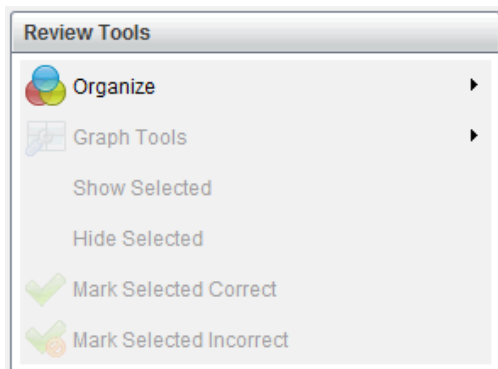 Review Tools
Organize
Graph Tools
Show Selected
Hide Selected
Mark Selected Correct
Mark Selected Incorrect